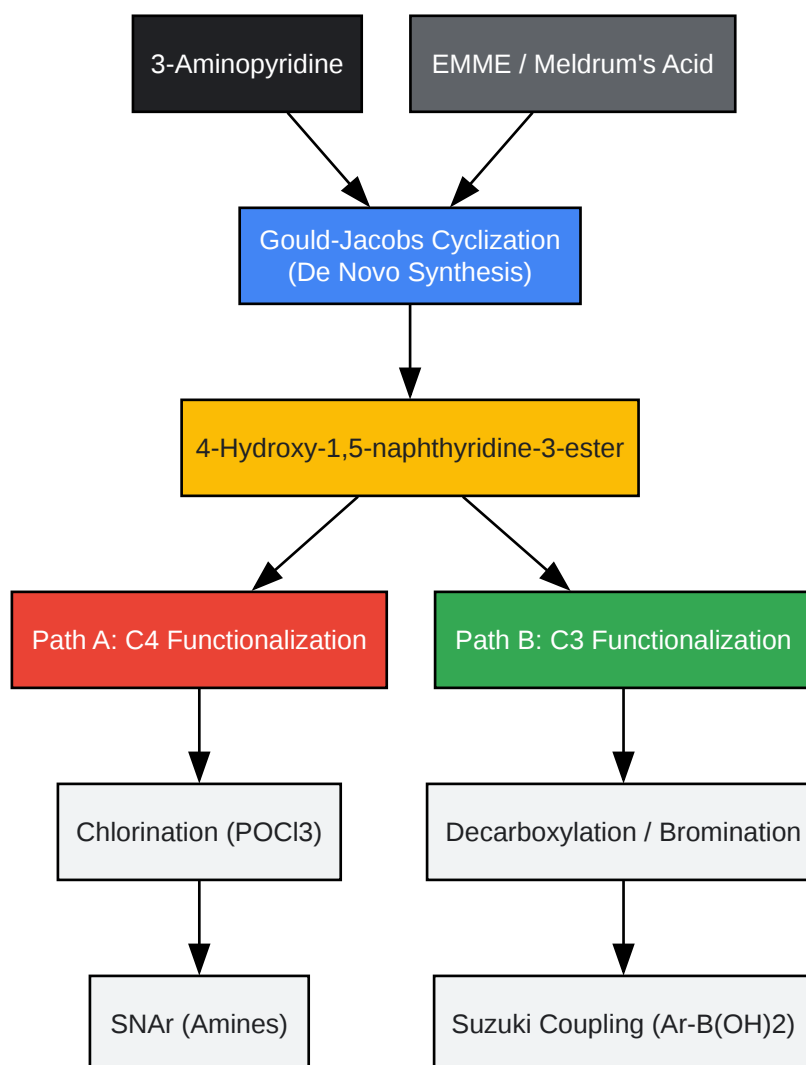 3-Aminopyridine
EMME / Meldrum's Acid
Gould-Jacobs Cyclization
(De Novo Synthesis)
4-Hydroxy-1,5-naphthyridine-3-ester
Path A: C4 Functionalization
Path B: C3 Functionalization
Chlorination (POCl3)
Decarboxylation / Bromination
SNAr (Amines)
Suzuki Coupling (Ar-B(OH)2)